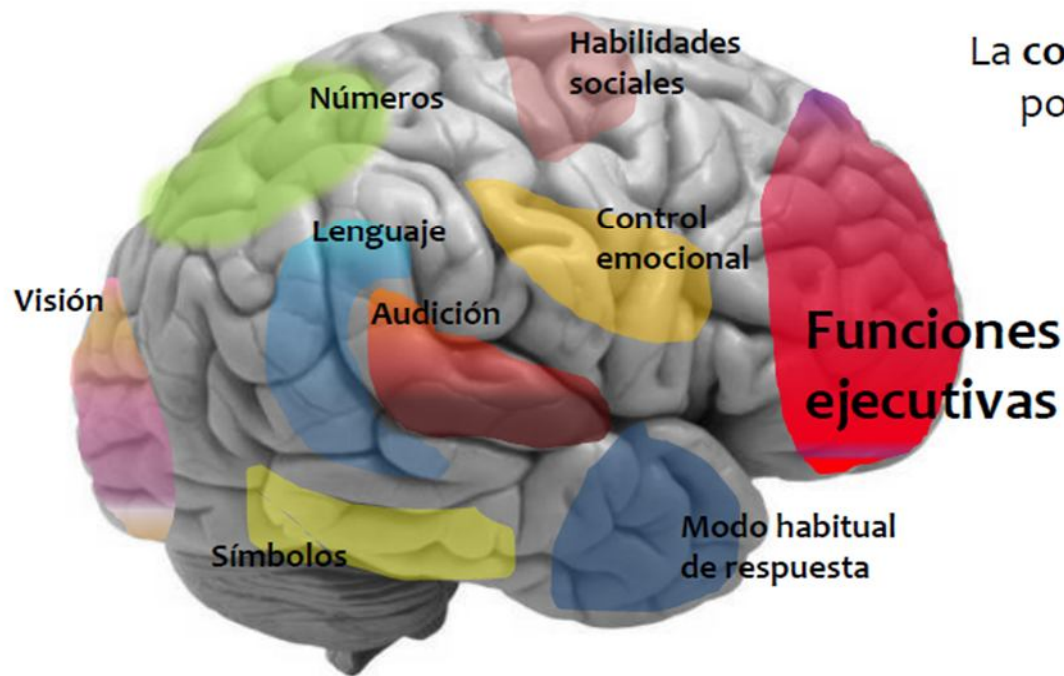 Habilidades
sociales
La co
po
Números
Lenguaje
Control
emocional
Visión
Audición
Funciones
ejecutivas
Símbolos
Modo habitual
de respuesta